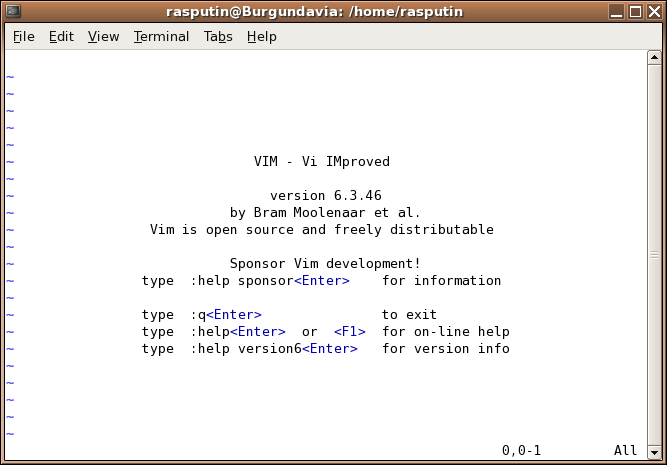 rasputin@Burgundavia: /home/rasputin
File Edit View Terminal Tabs Help
~
~
~
~
~
~ VIM - Vi IMproved
~
~ version 6.3.46
~ by Bram Moolenaar et al.
~ Vim is open source and freely distributable
~
~ Sponsor Vim development!
~ type :help sponsor<Enter> for information
~
~ type :q<Enter> to exit
~ type :help<Enter> or <F1> for on-line help
~ type :help version6<Enter> for version info
~
~
~
~
~
0,0-1 All